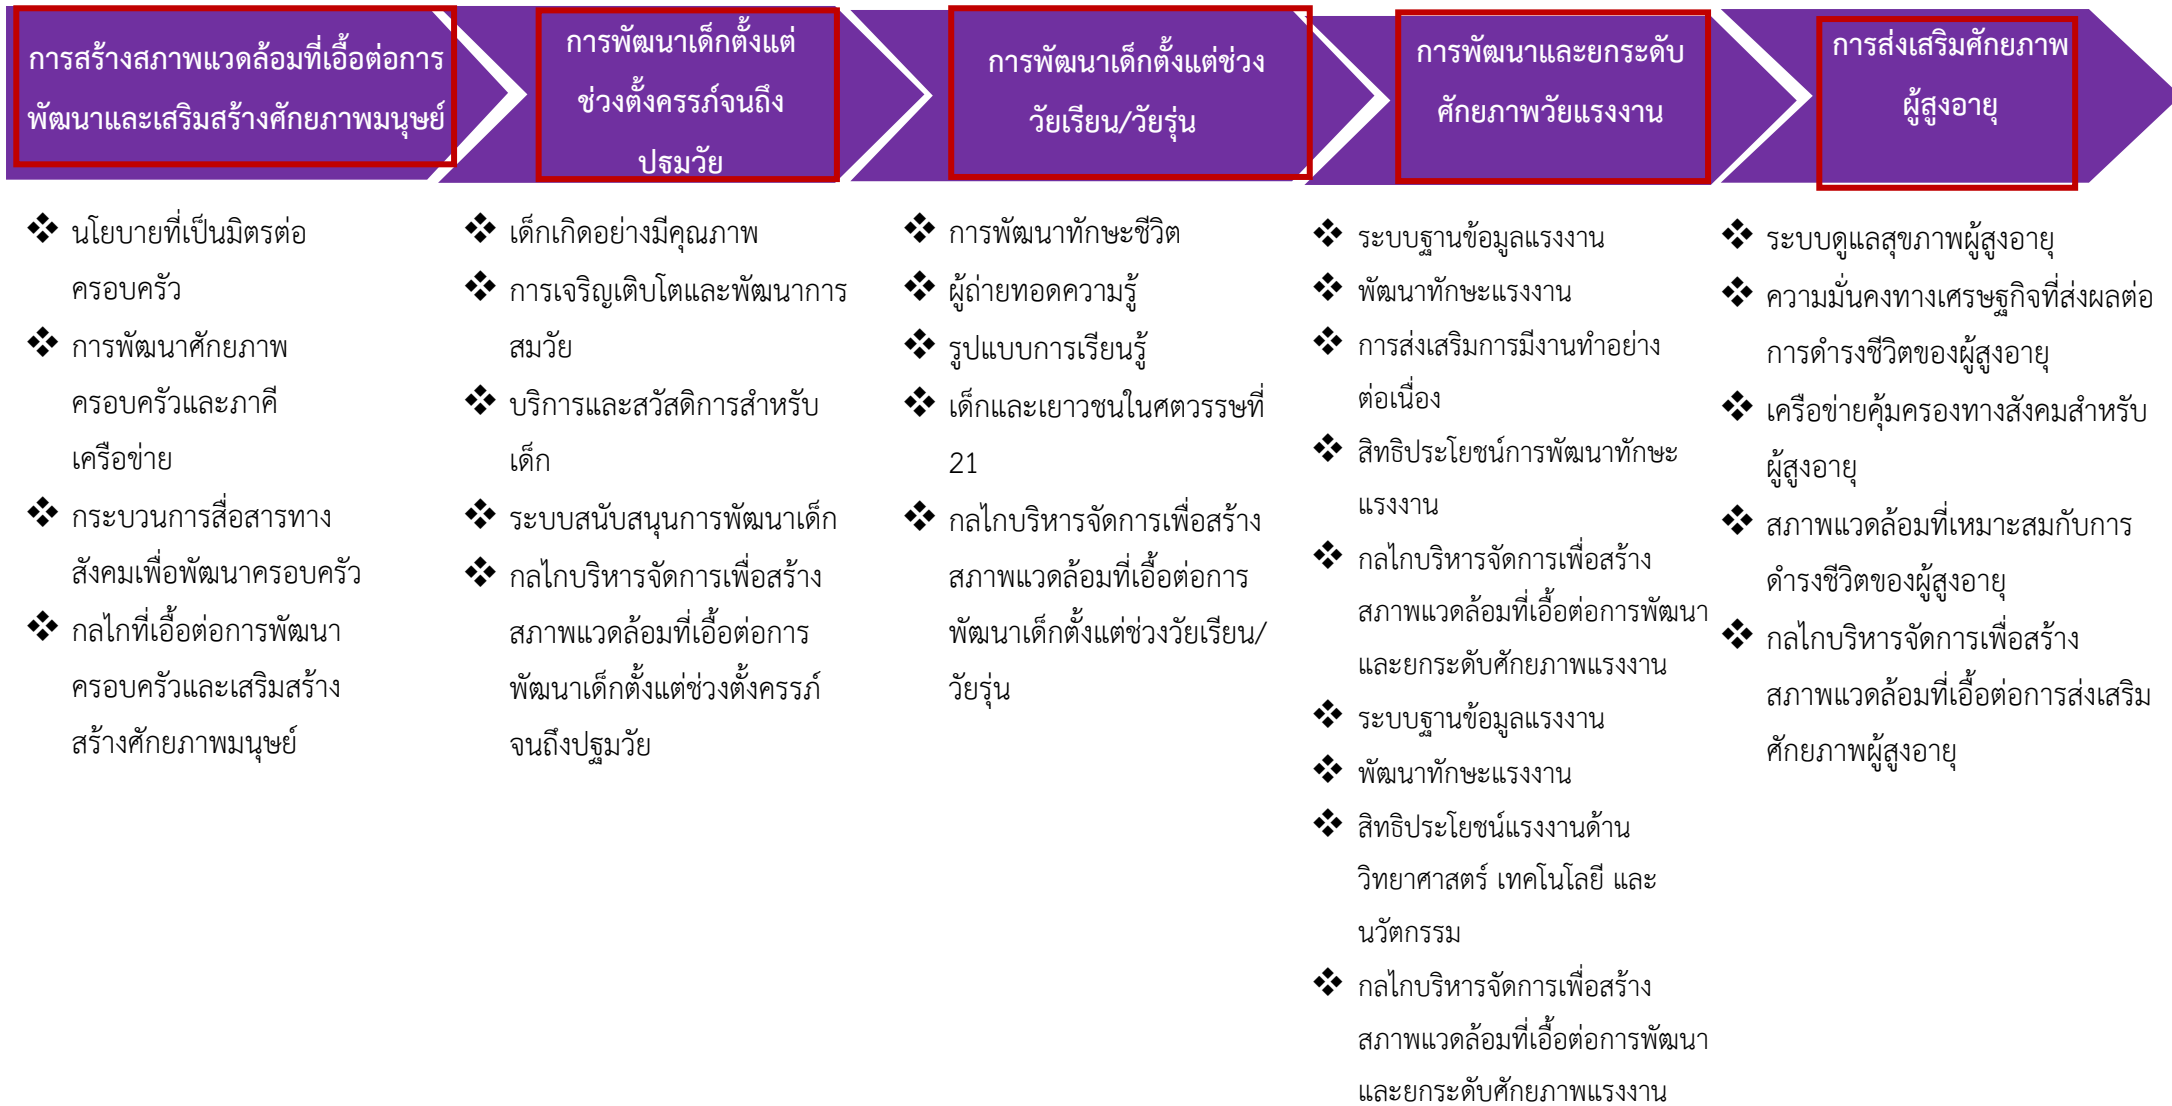 การสร้างสภาพแวดล้อมที่เอื้อต่อการ
พัฒนาและเสริมสร้างศักยภาพมนุษย์
การพัฒนาเด็กตั้งแต่
ช่วงตั้งครรภ์จนถึง
ปฐมวัย
การพัฒนาเด็กตั้งแต่ช่วง
วัยเรียน/วัยรุ่น
การพัฒนาและยกระดับ
ศักยภาพวัยแรงงาน
การส่งเสริมศักยภาพ
ผู้สูงอายุ
❖ นโยบายที่เป็นมิตรต่อ
ครอบครัว
❖ การพัฒนาศักยภาพ
ครอบครัวและภาคี
เครือข่าย
❖ กระบวนการสื่อสารทาง
สังคมเพื่อพัฒนาครอบครัว
❖ กลไกที่เอื้อต่อการพัฒนา
ครอบครัวและเสริมสร้าง
สร้างศักยภาพมนุษย์
❖ เด็กเกิดอย่างมีคุณภาพ
❖ การเจริญเติบโตและพัฒนาการ
สมวัย
❖ บริการและสวัสดิการสำหรับ
เด็ก
❖ ระบบสนับสนุนการพัฒนาเด็ก
❖ กลไกบริหารจัดการเพื่อสร้าง
สภาพแวดล้อมที่เอื้อต่อการ
พัฒนาเด็กตั้งแต่ช่วงตั้งครรภ์
จนถึงปฐมวัย
❖ การพัฒนาทักษะชีวิต
❖ ผู้ถ่ายทอดความรู้
❖ รูปแบบการเรียนรู้
❖ เด็กและเยาวชนในศตวรรษที่
21
❖ กลไกบริหารจัดการเพื่อสร้าง
สภาพแวดล้อมที่เอื้อต่อการ
พัฒนาเด็กตั้งแต่ช่วงวัยเรียน/
วัยรุ่น
❖ ระบบฐานข้อมูลแรงงาน
❖ พัฒนาทักษะแรงงาน
❖ การส่งเสริมการมีงานทำอย่าง
ต่อเนื่อง
❖ สิทธิประโยชน์การพัฒนาทักษะ
แรงงาน
❖ กลไกบริหารจัดการเพื่อสร้าง
สภาพแวดล้อมที่เอื้อต่อการพัฒนา
และยกระดับศักยภาพแรงงาน
❖ ระบบฐานข้อมูลแรงงาน
❖ พัฒนาทักษะแรงงาน
❖ สิทธิประโยชน์แรงงานด้าน
วิทยาศาสตร์ เทคโนโลยี และ
นวัตกรรม
❖ กลไกบริหารจัดการเพื่อสร้าง
สภาพแวดล้อมที่เอื้อต่อการพัฒนา
และยกระดับศักยภาพแรงงาน
❖ ระบบดูแลสุขภาพผู้สูงอายุ
❖ ความมั่นคงทางเศรษฐกิจที่ส่งผลต่อ
การดำรงชีวิตของผู้สูงอายุ
❖ เครือข่ายคุ้มครองทางสังคมสำหรับ
ผู้สูงอายุ
❖ สภาพแวดล้อมที่เหมาะสมกับการ
ดำรงชีวิตของผู้สูงอายุ
❖ กลไกบริหารจัดการเพื่อสร้าง
สภาพแวดล้อมที่เอื้อต่อการส่งเสริม
ศักยภาพผู้สูงอายุ